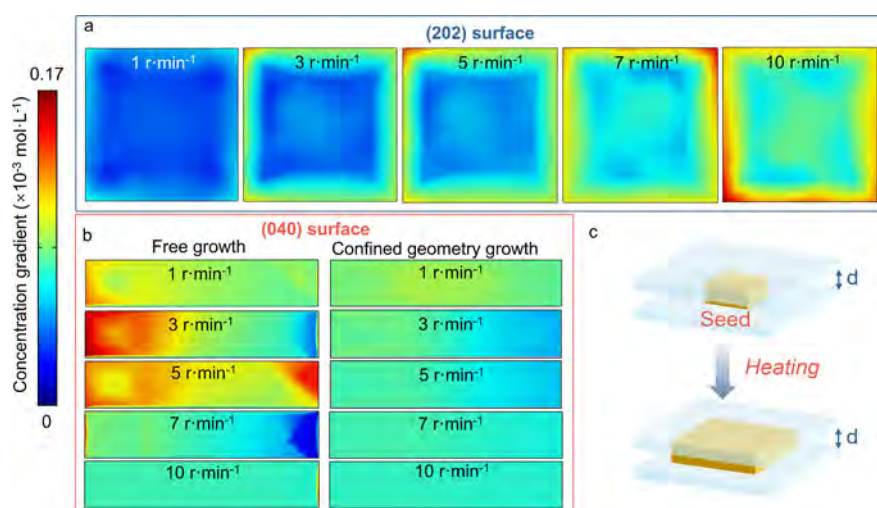 a
(202) surface
1 r·min⁻¹
3 r·min⁻¹
5 r·min⁻¹
7 r·min⁻¹
10 r·min⁻¹
0.17
Concentration gradient (×10⁻³ mol·L⁻¹)
0
b
(040) surface
Free growth
Confined geometry growth
1 r·min⁻¹
1 r·min⁻¹
3 r·min⁻¹
3 r·min⁻¹
5 r·min⁻¹
5 r·min⁻¹
7 r·min⁻¹
7 r·min⁻¹
10 r·min⁻¹
10 r·min⁻¹
c
d
Seed
Heating
d